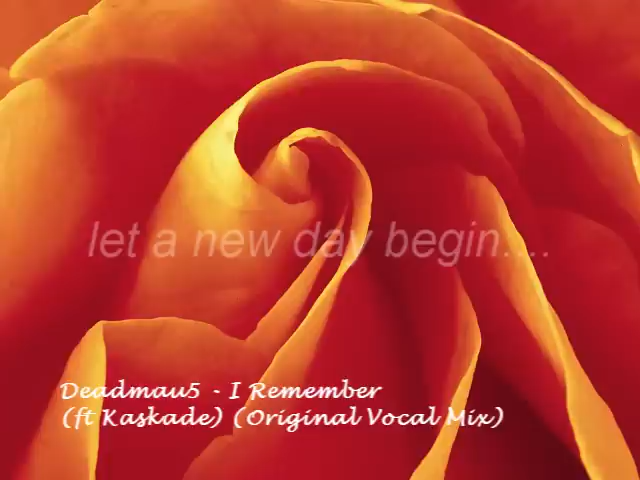 let a new day begin....
Deadmau5 - I Remember
(ft Kaskade) (Original Vocal Mix)